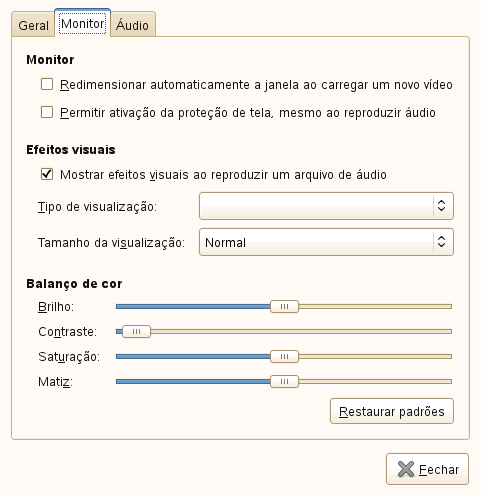 Geral Monitor Áudio
Monitor
Redimensionar automaticamente a janela ao carregar um novo vídeo
Permitir ativação da proteção de tela, mesmo ao reproduzir áudio
Efeitos visuais
Mostrar efeitos visuais ao reproduzir um arquivo de áudio
Tipo de visualização:
Tamanho da visualização: Normal
Balanço de cor
Brilho:
Contraste:
Saturação:
Matiz:
Restaurar padrões
Fechar